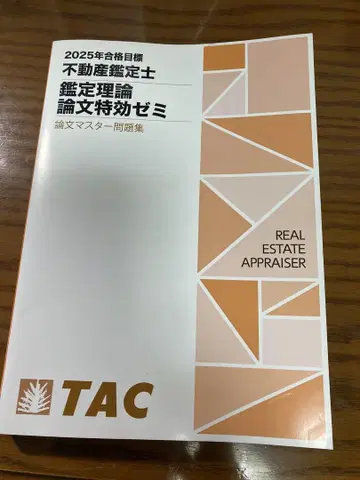 2025年合格目標
不動産鑑定士
鑑定理論
論文特効ゼミ
論文マスター問題集
REAL
ESTATE
APPRAISER
TAC